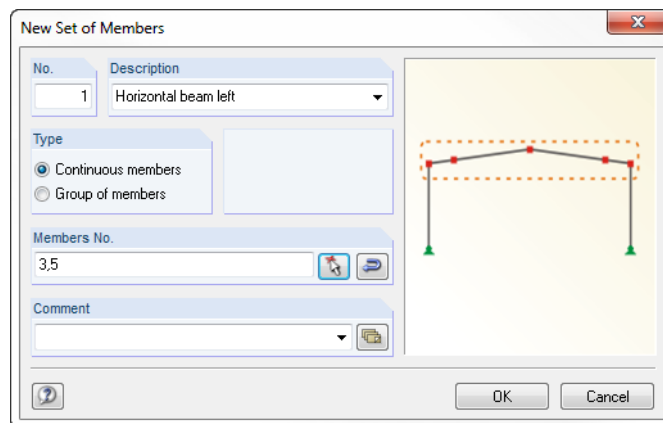 New Set of Members
No.
Description
1
Horizontal beam left
Type
Continuous members
Group of members
Members No.
3,5
Comment
OK
Cancel